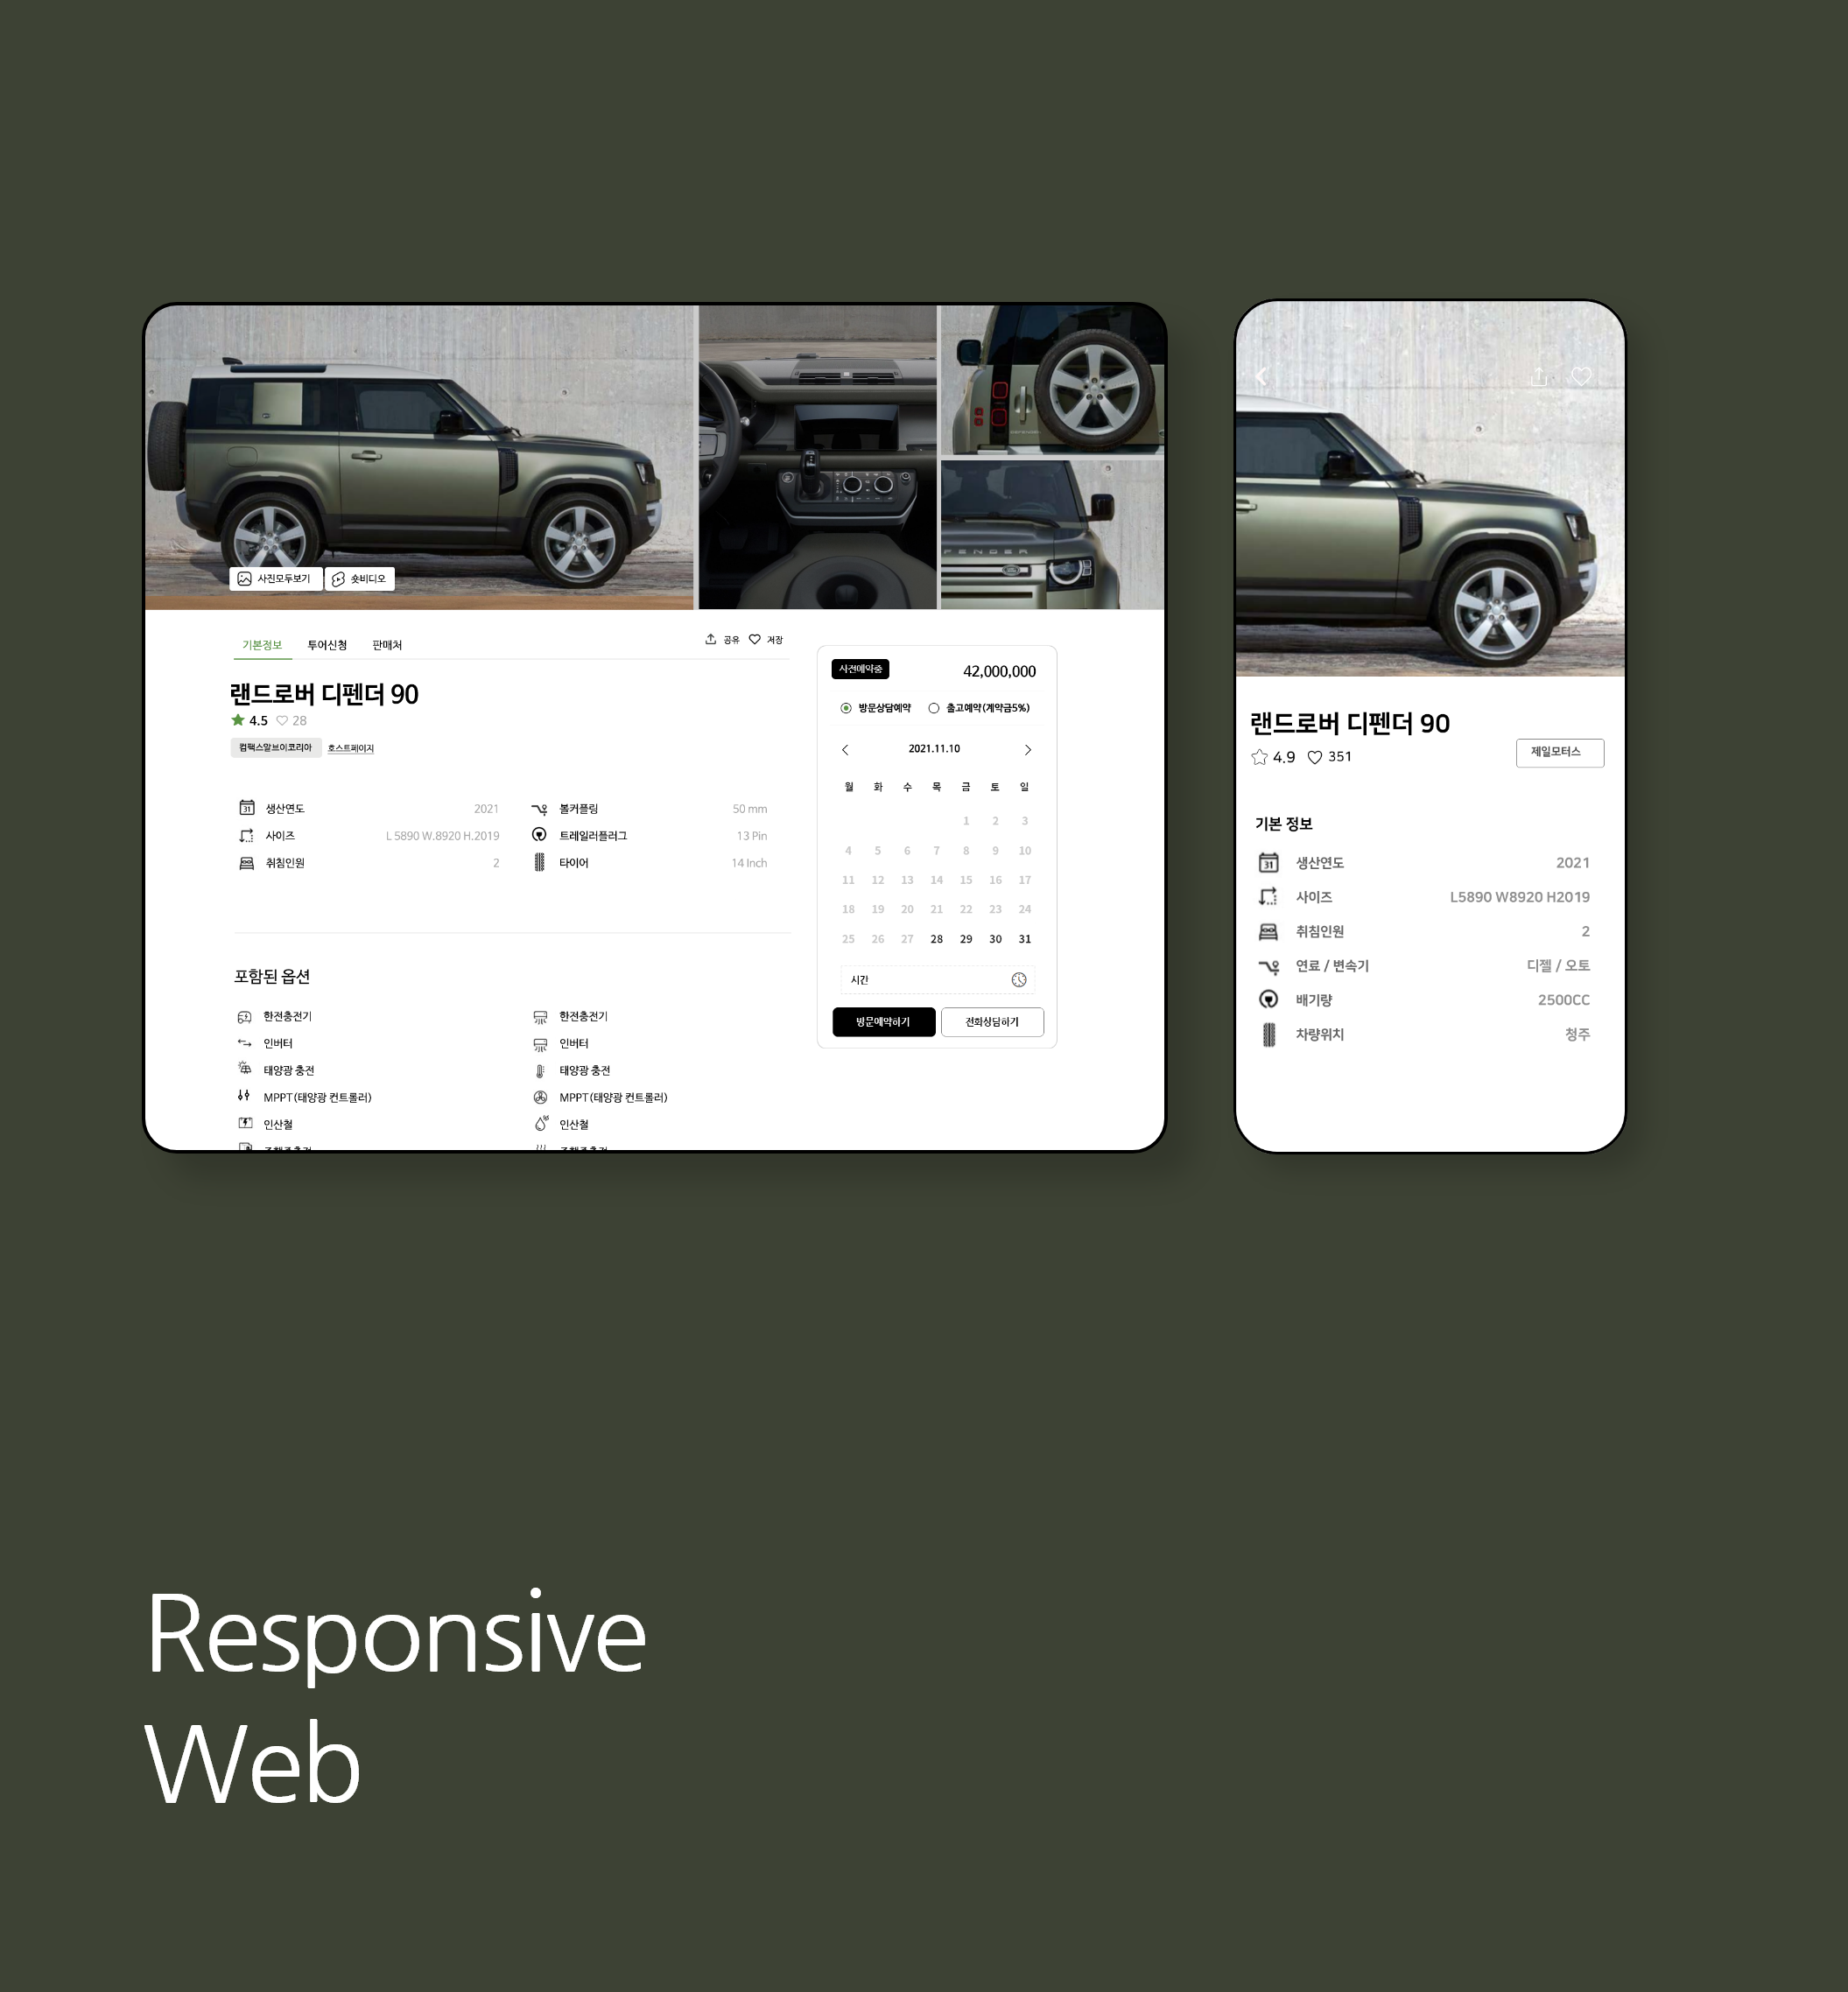 사진모두보기 숏비디오
FENDER
기본정보 투어신청 판매처 공유 저장
랜드로버 디펜더 90
4.5 28
컴팩스알브이코리아 호스트페이지
31 생산연도 2021 볼커플링 50 mm
사이즈 L 5890 W.8920 H.2019 트레일러플러그 13 Pin
취침인원 2 타이어 14 Inch
포함된 옵션
한전충전기 한전충전기
인버터 인버터
태양광 충전 태양광 충전
MPPT(태양광 컨트롤러) MPPT(태양광 컨트롤러)
인산철 인산철
사전예약중 42,000,000
방문상담예약 출고예약(계약금5%)
2021.11.10
월 화 수 목 금 토 일
1 2 3
4 5 6 7 8 9 10
11 12 13 14 15 16 17
18 19 20 21 22 23 24
25 26 27 28 29 30 31
시간
방문예약하기 전화상담하기
랜드로버 디펜더 90
4.9 351 제일모터스
기본 정보
31 생산연도 2021
사이즈 L5890 W8920 H2019
취침인원 2
연료 / 변속기 디젤 / 오토
배기량 2500CC
차량위치 청주
Responsive
Web